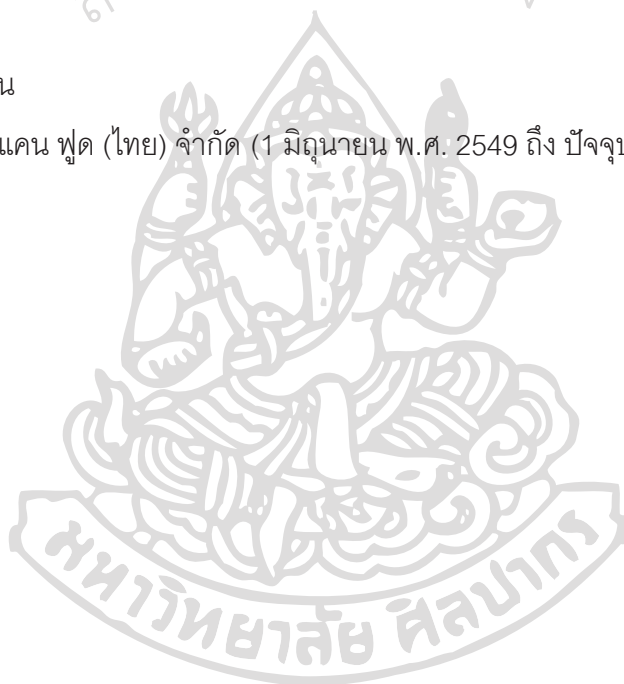 น
แคน ฟูด (ไทย) จำกัด (1 มิถุนายน พ.ศ. 2549 ถึง ปัจจุบ
มหาวิทยาลัย ศิลปากร